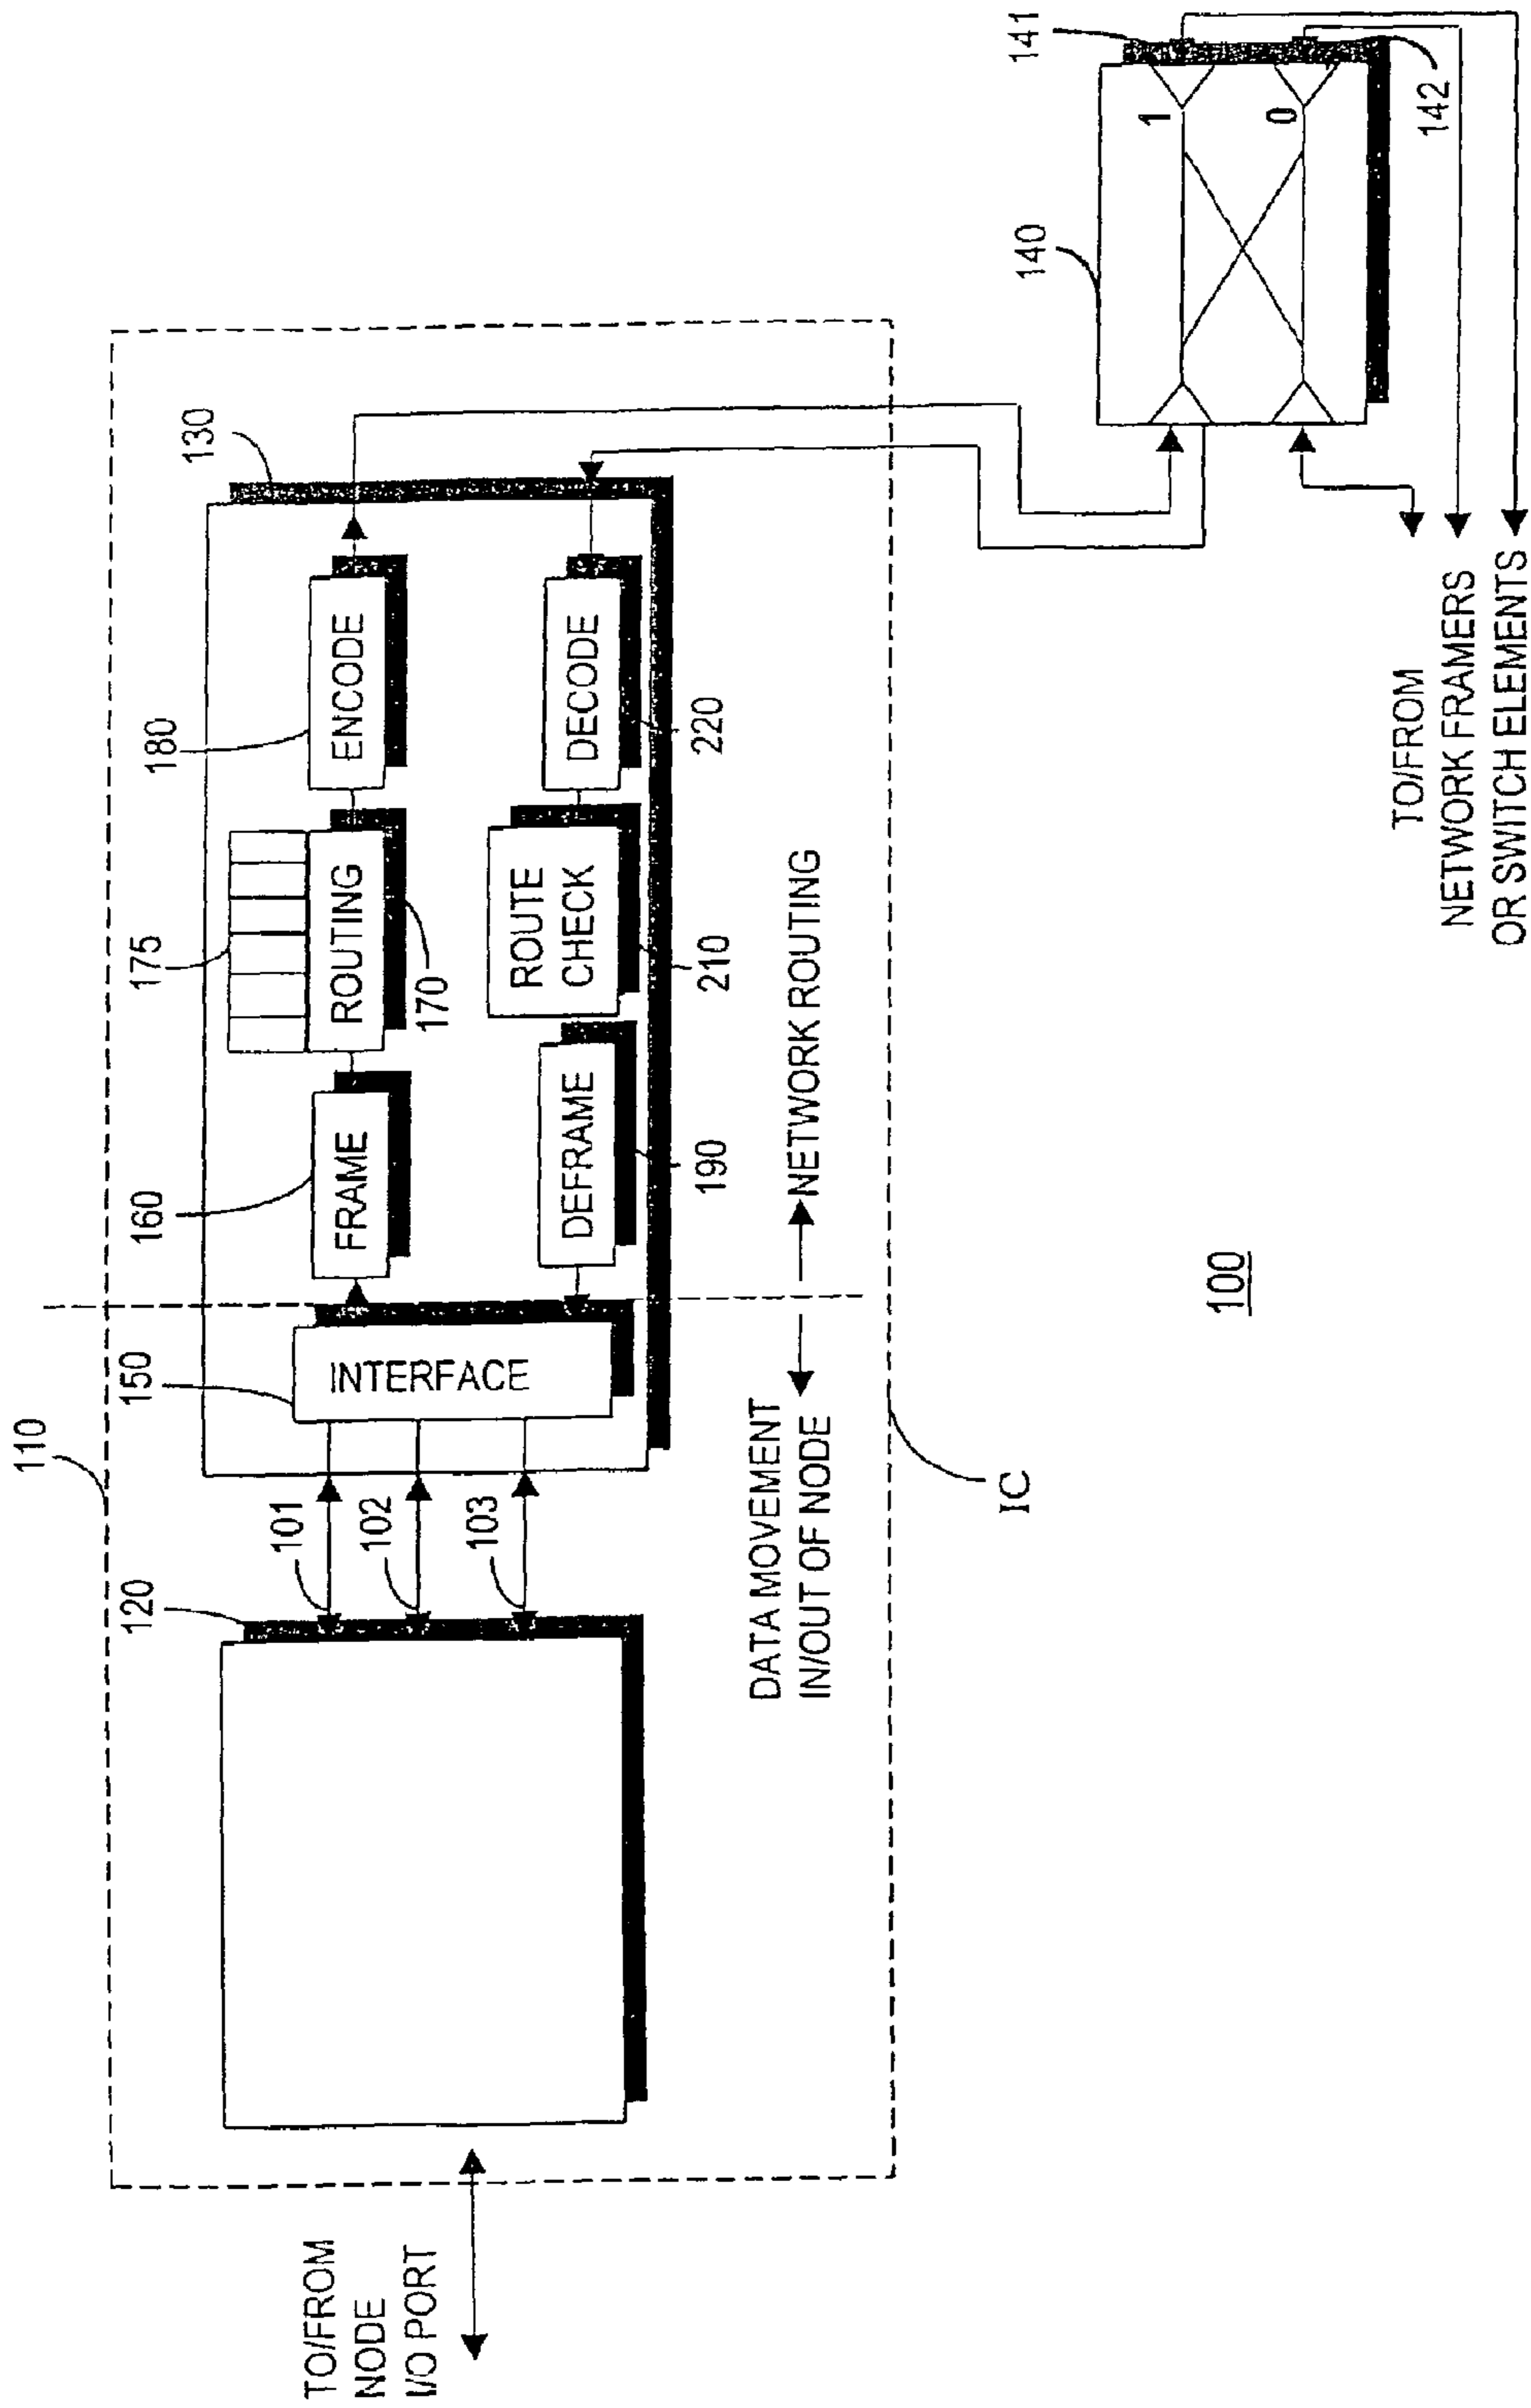 110
120
101
102
103
150
INTERFACE
160
FRAME
175
ROUTING
170
180
ENCODE
130
DEFRAME
190
ROUTE
CHECK
210
DECODE
220
DATA MOVEMENT
IN/OUT OF NODE
NETWORK ROUTING
IC
TO/FROM
NODE
I/O PORT
140
141
1
0
142
TO/FROM
NETWORK FRAMERS
OR SWITCH ELEMENTS
100